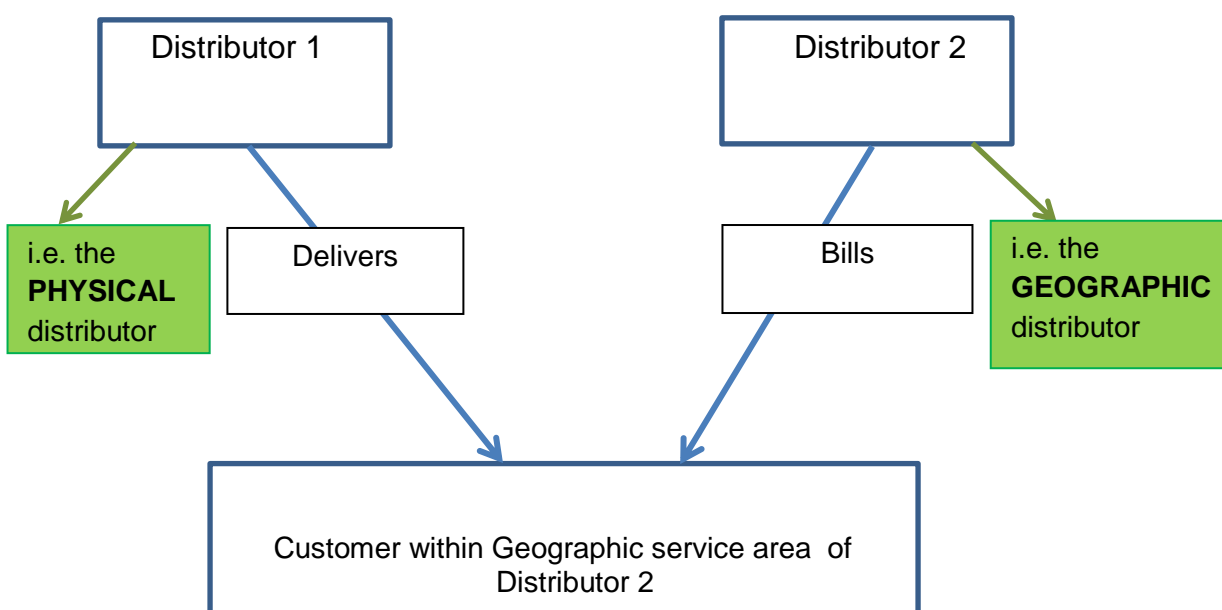 Distributor 1
Distributor 2
i.e. the
PHYSICAL
distributor
Delivers
Bills
i.e. the
GEOGRAPHIC
distributor
Customer within Geographic service area of
Distributor 2